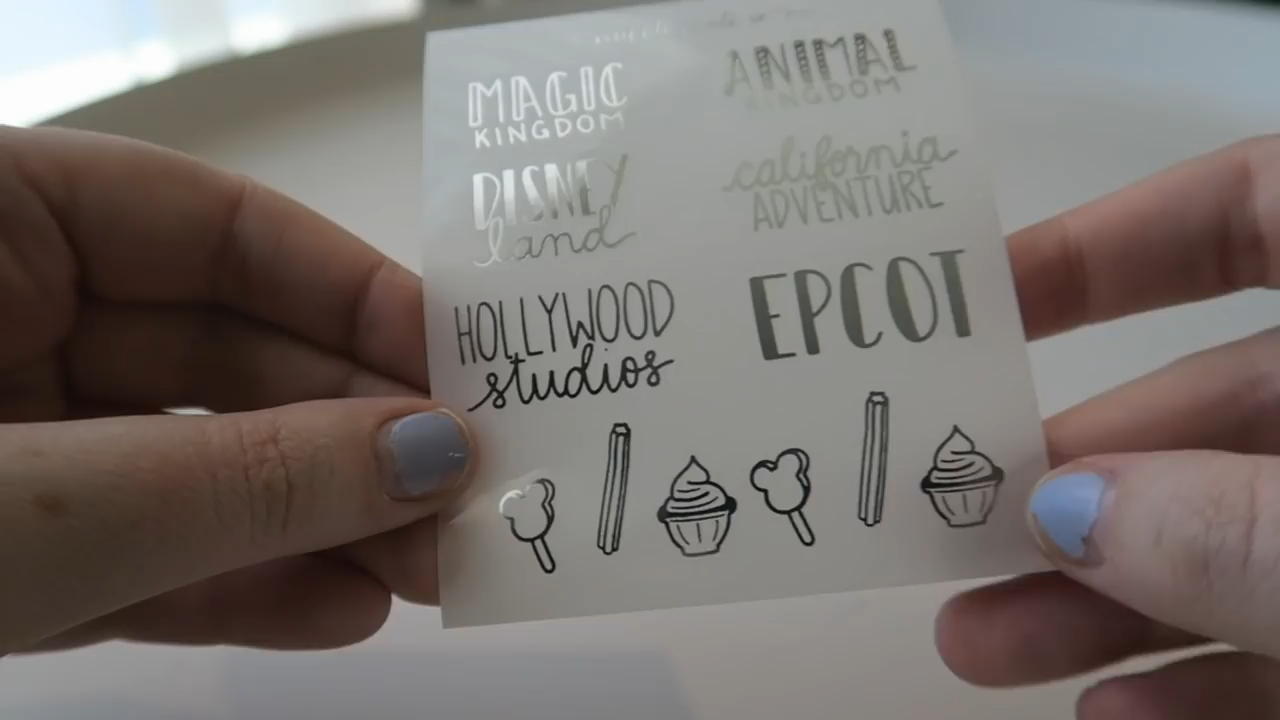 MAGIC
KINGDOM
ANIMAL
KINGDOM
DISNEY
land
california
ADVENTURE
HOLLYWOOD
studios
EPCOT